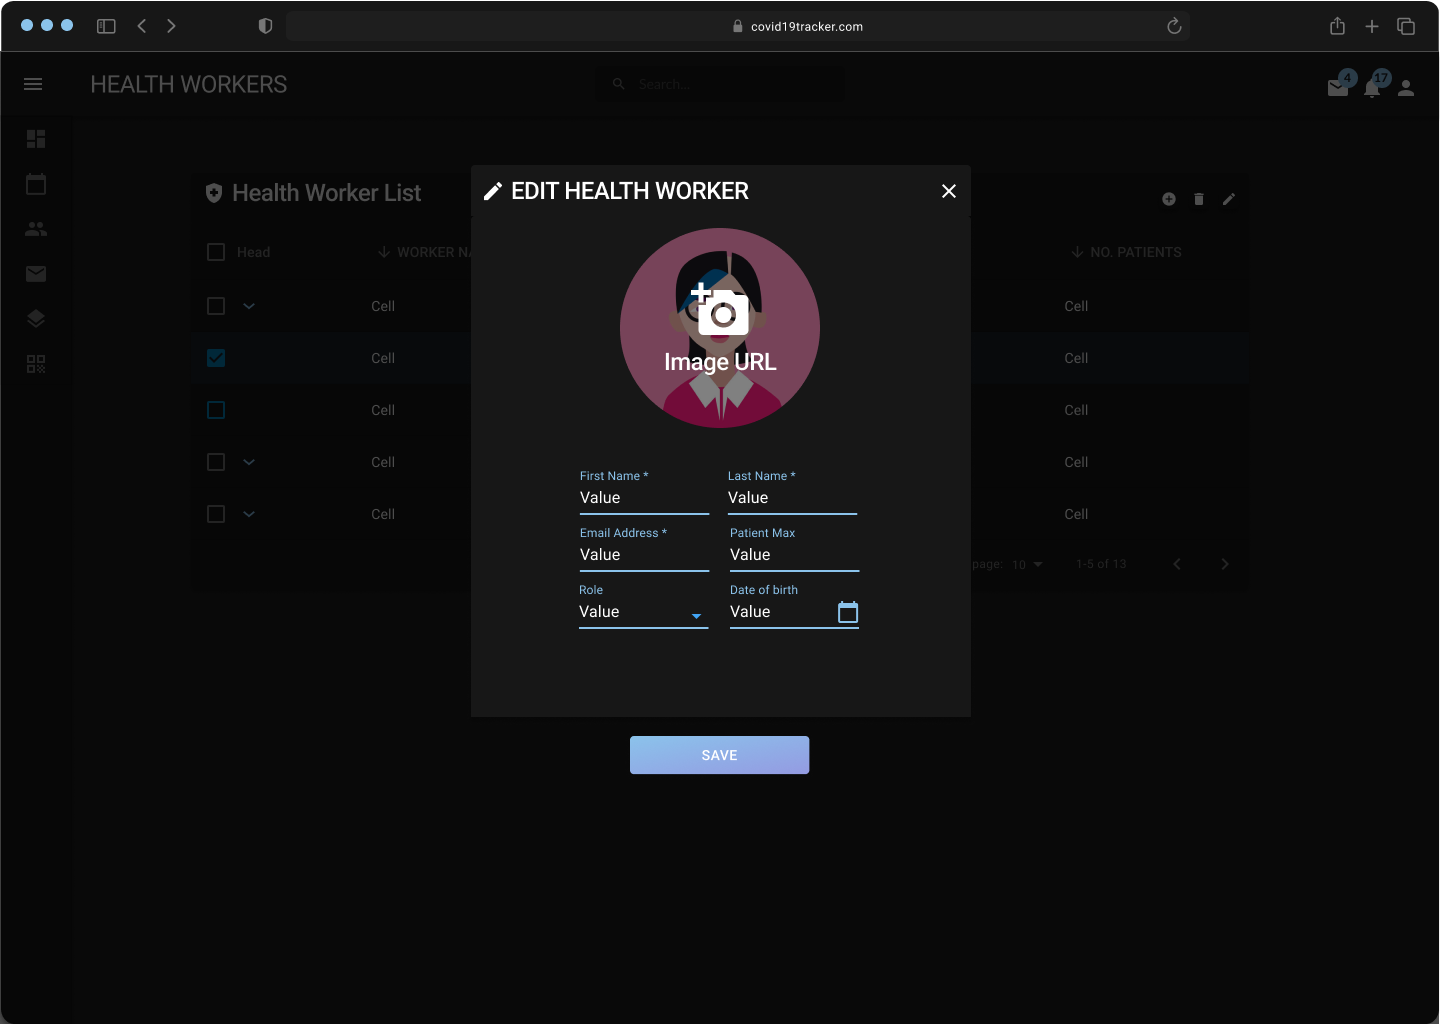 covid19tracker.com
HEALTH WORKERS
Search...
4
17
Health Worker List
EDIT HEALTH WORKER
Head
WORKER NA
NO. PATIENTS
Cell
Cell
Cell
Cell
Cell
Cell
Cell
Cell
Cell
Cell
page: 10
1-5 of 13
Image URL
First Name *
Value
Last Name *
Value
Email Address *
Value
Patient Max
Value
Role
Value
Date of birth
Value
SAVE